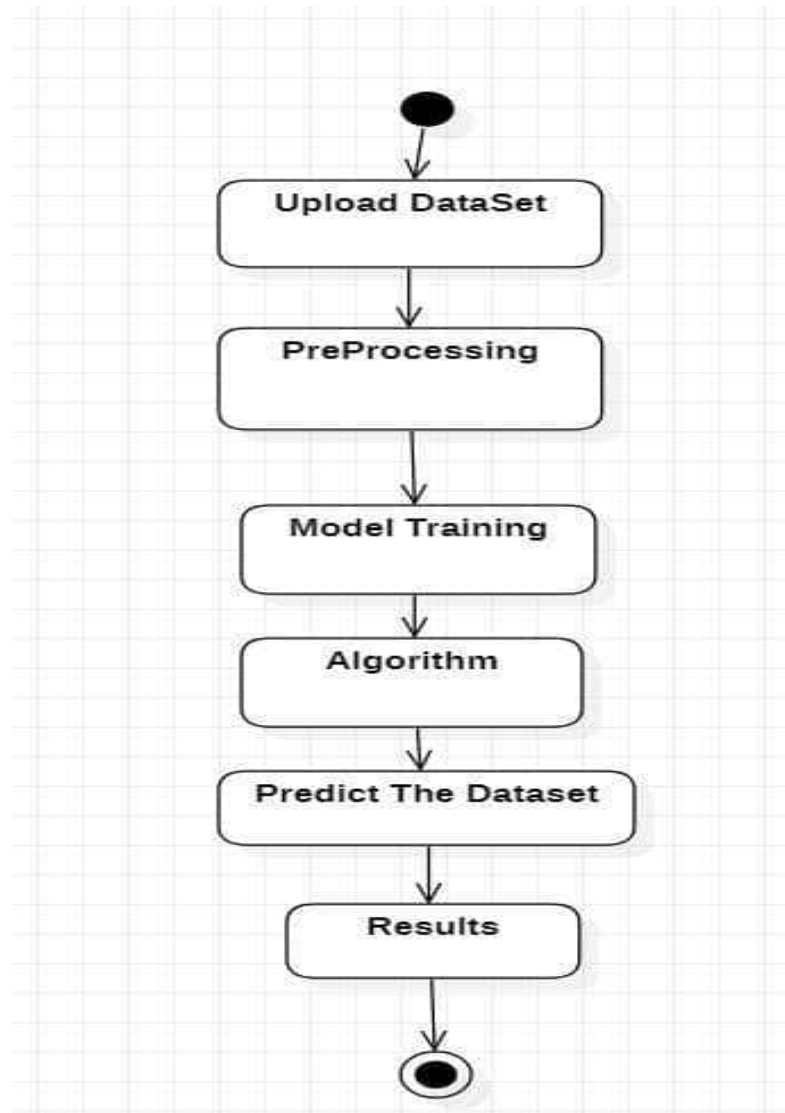 Upload DataSet
PreProcessing
Model Training
Algorithm
Predict The Dataset
Results